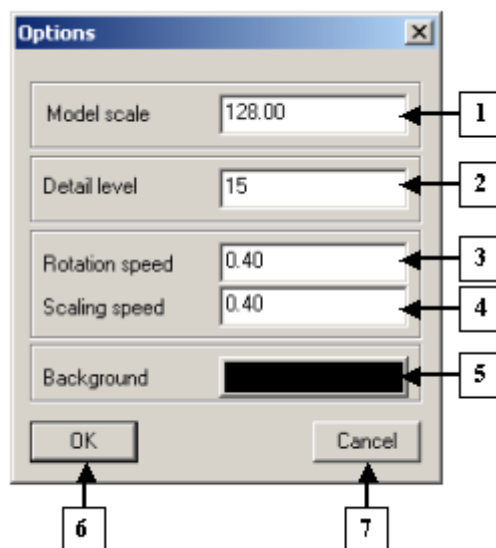 Options
Model scale 128.00 1
Detail level 15 2
Rotation speed 0.40 3
Scaling speed 0.40 4
Background 5
OK Cancel
6 7